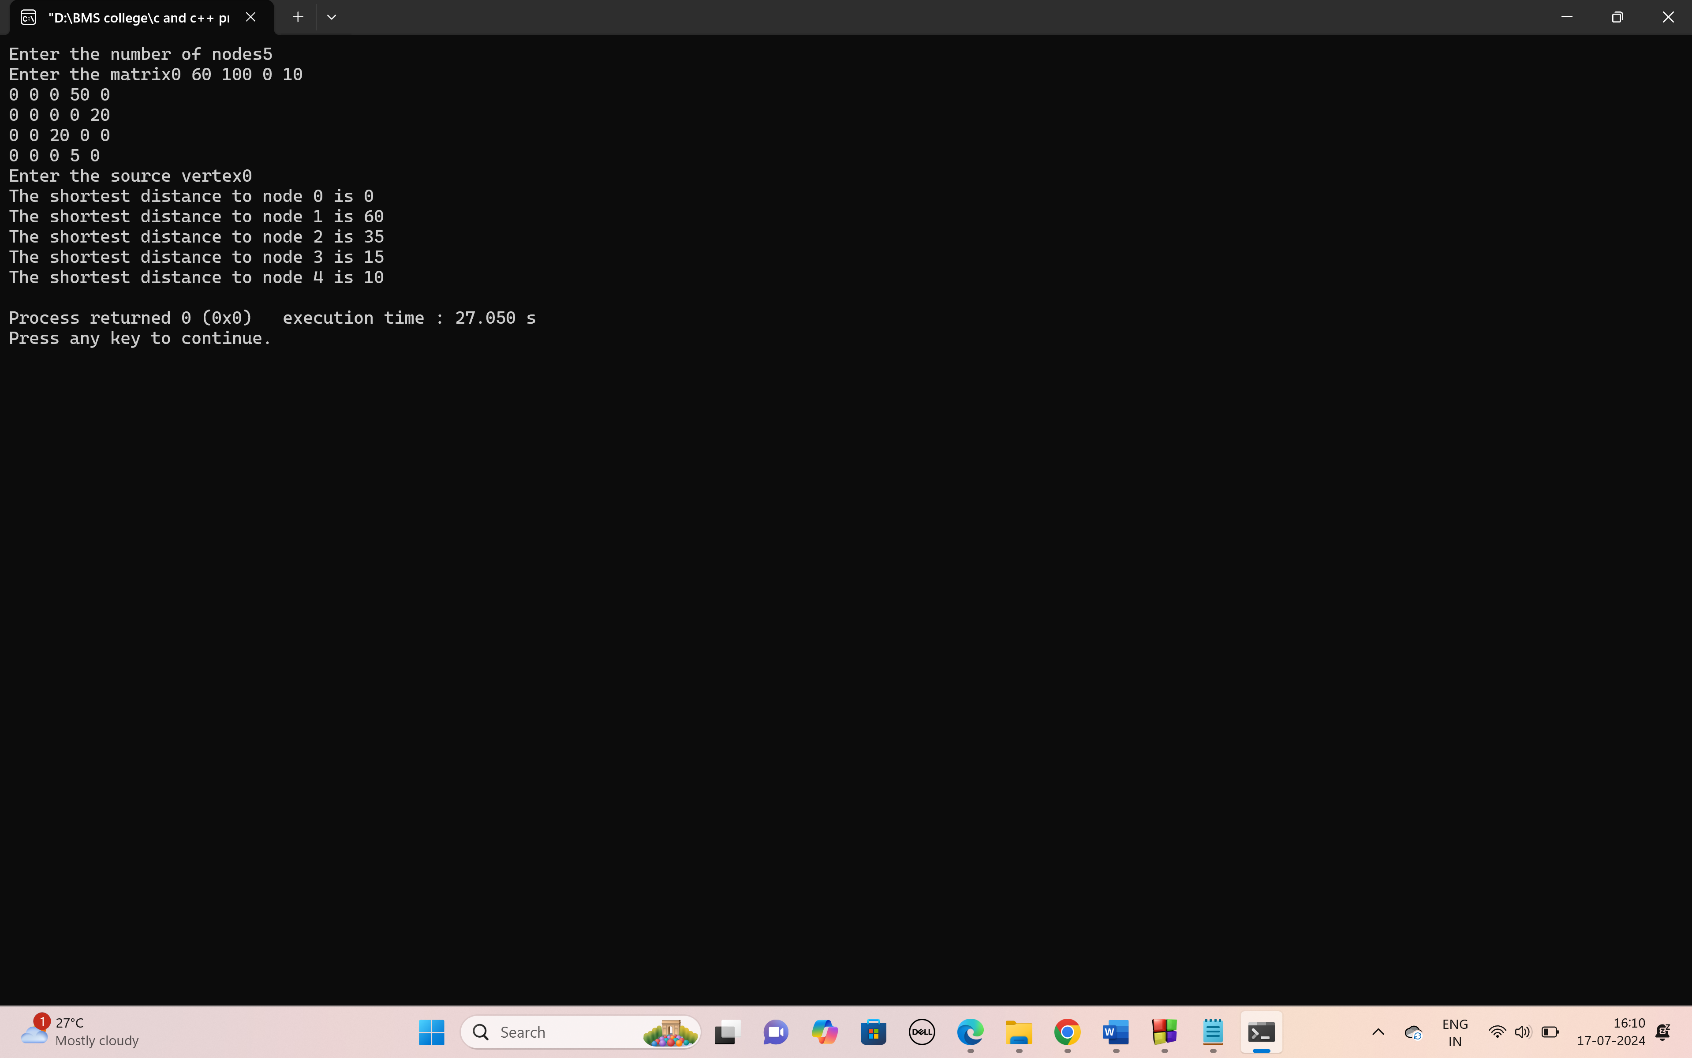 "D:\BMS college\c and c++ pr
Enter the number of nodes5
Enter the matrix0 60 100 0 10
0 0 0 50 0
0 0 0 0 20
0 0 20 0 0
0 0 0 5 0
Enter the source vertex0
The shortest distance to node 0 is 0
The shortest distance to node 1 is 60
The shortest distance to node 2 is 35
The shortest distance to node 3 is 15
The shortest distance to node 4 is 10
Process returned 0 (0x0)   execution time : 27.050 s
Press any key to continue.
1
27°C
Mostly cloudy
Search
DELL
W
ENG
IN
16:10
17-07-2024